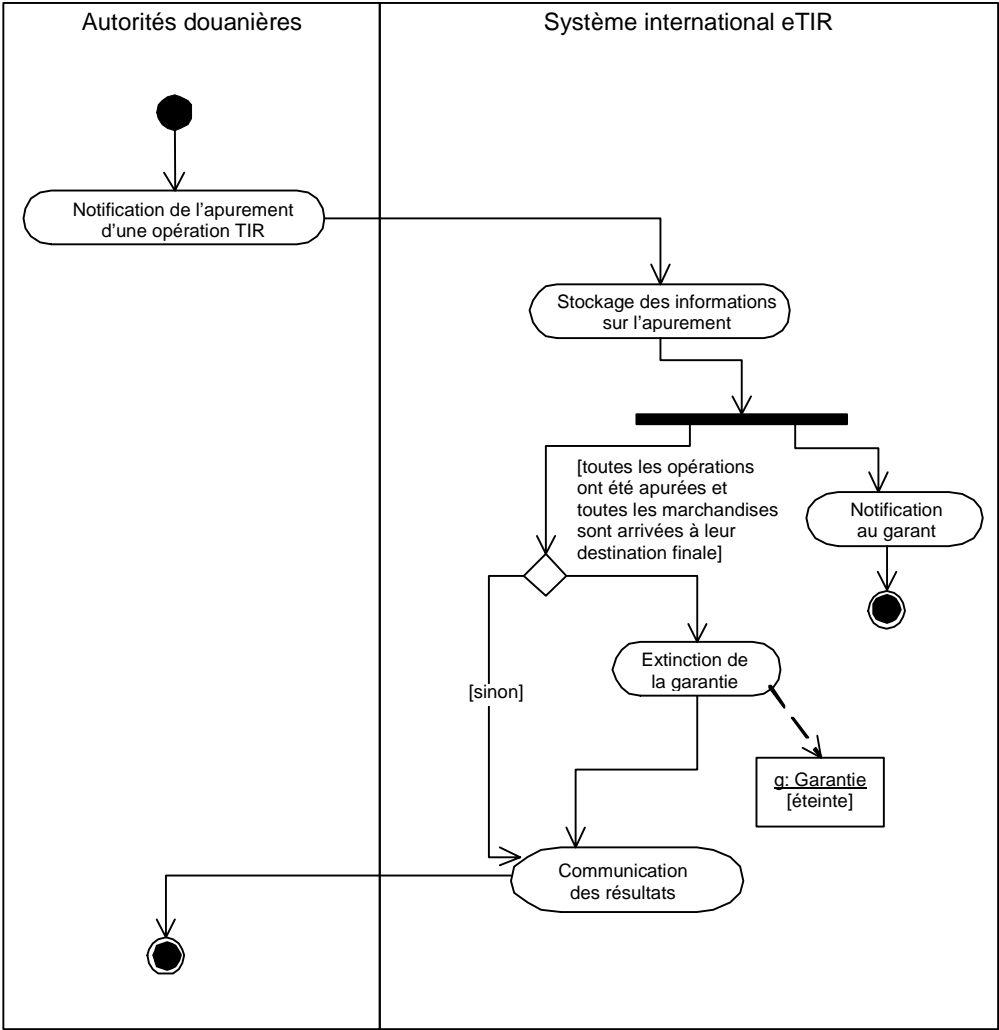 Autorités douanières
Système international eTIR
Notification de l'apurement
d'une opération TIR
Stockage des informations
sur l'apurement
[toutes les opérations
ont été apurées et
toutes les marchandises
sont arrivées à leur
destination finale]
Notification
au garant
Extinction de
la garantie
[sinon]
g: Garantie
[éteinte]
Communication
des résultats